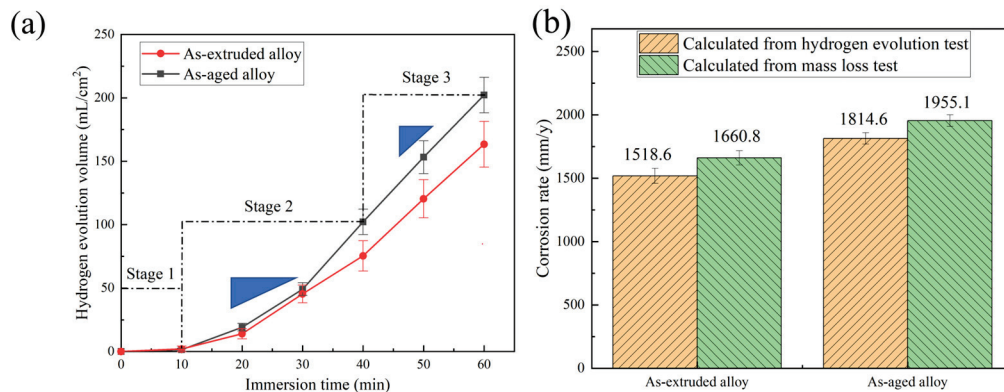 (a)
250
200
150
100
50
0
Hydrogen evolution volume (mL/cm²)
As-extruded alloy
As-aged alloy
Stage 1
Stage 2
Stage 3
0 10 20 30 40 50 60
Immersion time (min)
(b)
2500
2000
1500
1000
500
0
Corrosion rate (mm/y)
Calculated from hydrogen evolution test
Calculated from mass loss test
1518.6
1660.8
1814.6
1955.1
As-extruded alloy
As-aged alloy